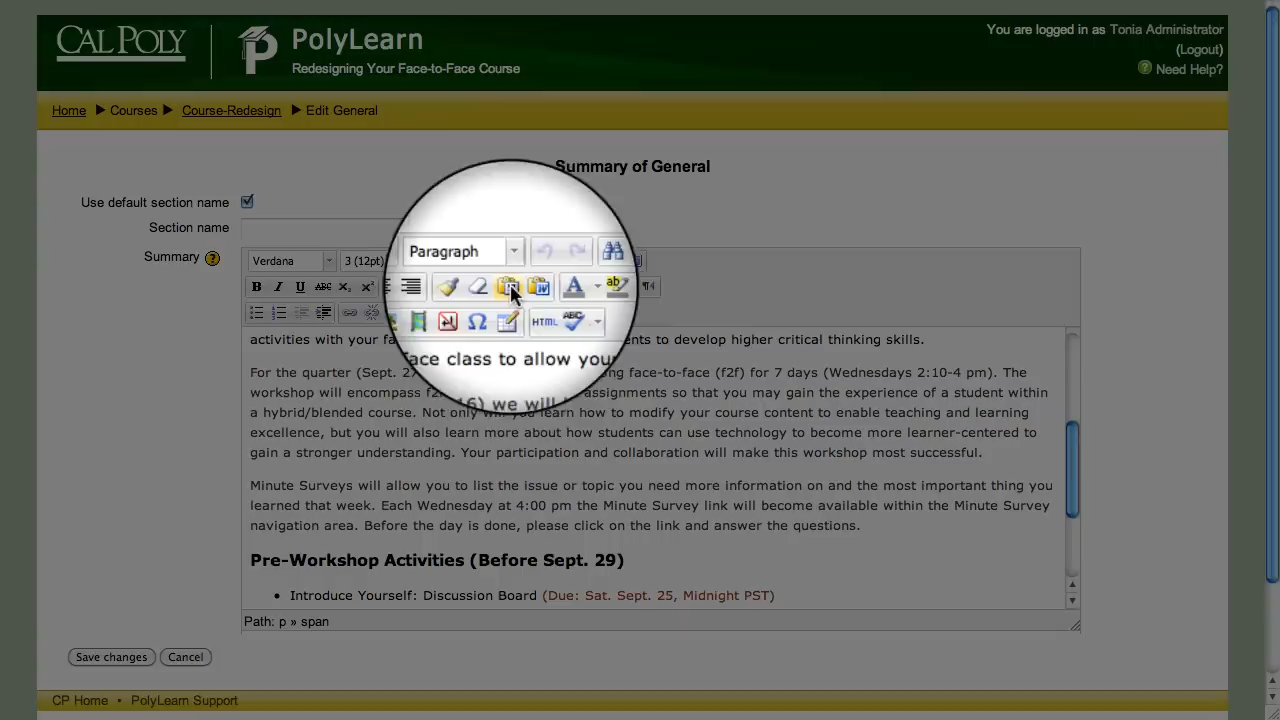 CAL POLY
PolyLearn
Redesigning Your Face-to-Face Course
You are logged in as Tonia Administrator
(Logout)
Need Help?
Home ► Courses ► Course-Redesign ► Edit General
Summary of General
Use default section name
Section name
Summary
Verdana
3 (12pt)
Paragraph
B I U ABC x₂ x²
A ab
Ω HTML ABC
activities with your fa
ents to develop higher critical thinking skills.
face class to allow you
For the quarter (Sept. 2
ng face-to-face (f2f) for 7 days (Wednesdays 2:10-4 pm). The
workshop will encompass f2
assignments so that you may gain the experience of a student within
16) we will
a hybrid/blended course. Not only will you learn how to modify your course content to enable teaching and learning
excellence, but you will also learn more about how students can use technology to become more learner-centered to
gain a stronger understanding. Your participation and collaboration will make this workshop most successful.
Minute Surveys will allow you to list the issue or topic you need more information on and the most important thing you
learned that week. Each Wednesday at 4:00 pm the Minute Survey link will become available within the Minute Survey
navigation area. Before the day is done, please click on the link and answer the questions.
Pre-Workshop Activities (Before Sept. 29)
• Introduce Yourself: Discussion Board (Due: Sat. Sept. 25, Midnight PST)
Path: p » span
Save changes
Cancel
CP Home • PolyLearn Support